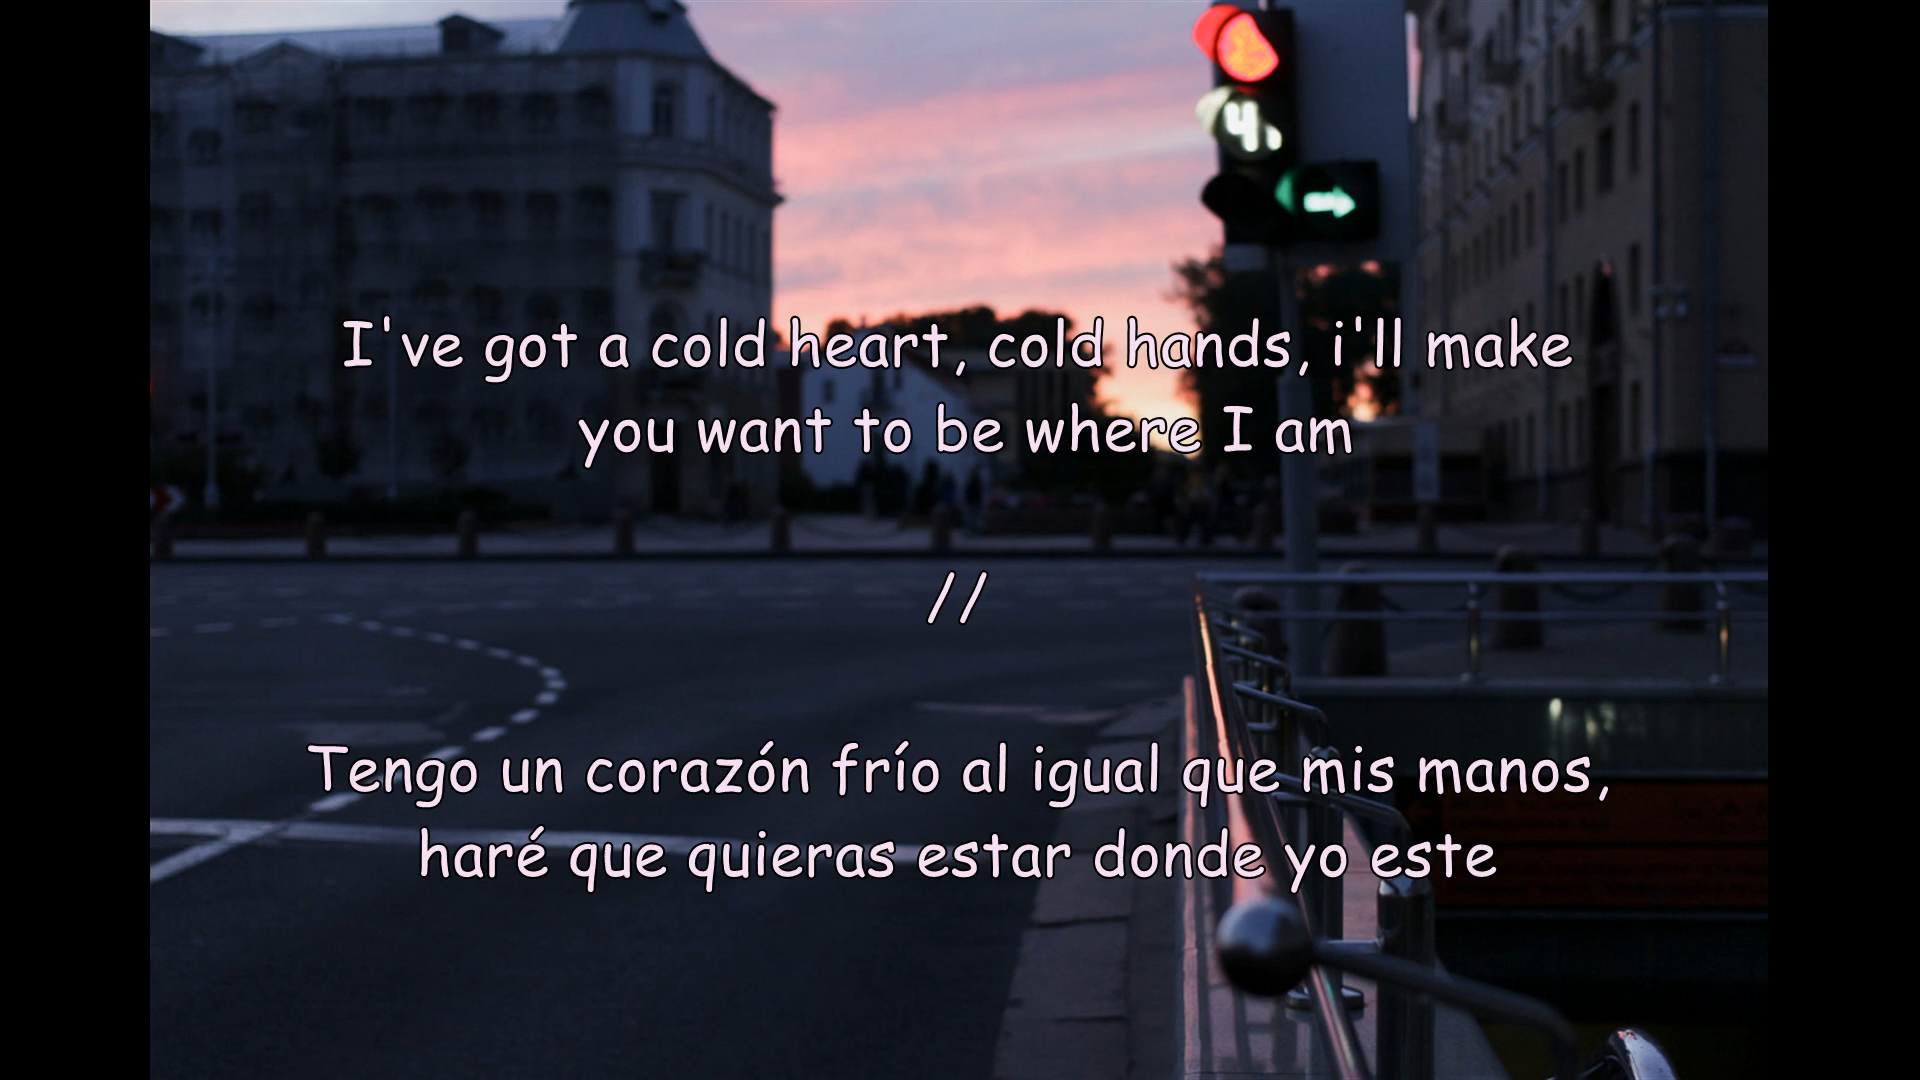 I've got a cold heart, cold hands, i'll make
you want to be where I am
//
Tengo un corazón frío al igual que mis manos,
haré que quieras estar donde yo este